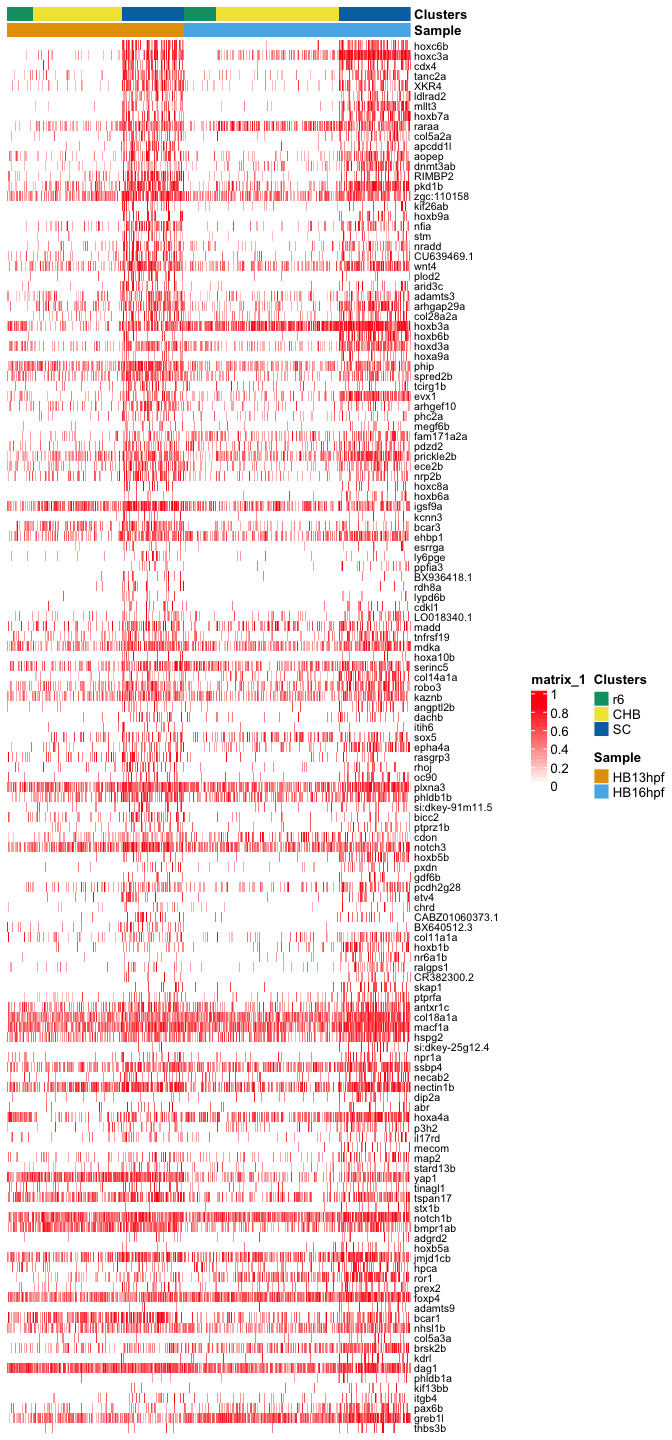 Clusters
Sample
hoxc6b
hoxc3a
cdx4
tanc2a
XKR4
ldlrad2
mllt3
hoxb7a
raraa
col5a2a
apcdd1l
aopep
dnmt3ab
RIMBP2
pkd1b
zgc:110158
kif26ab
hoxb9a
nfia
stm
nradd
CU639469.1
wnt4
plod2
arid3c
adamts3
arhgap29a
col28a2a
hoxb3a
hoxb6b
hoxd3a
hoxa9a
phip
spred2b
tcirg1b
evx1
arhgef10
phc2a
megf6b
fam171a2a
pdzd2
prickle2b
ece2b
nrp2b
hoxc8a
hoxb6a
igsf9a
kcnn3
bcar3
ehbp1
esrrga
ly6pge
ppfia3
BX936418.1
rdh8a
lypd6b
cdkl1
LO018340.1
madd
tnfrsf19
mdka
hoxa10b
serinc5
col14a1a
robo3
kaznb
angptl2b
dachb
itih6
sox5
epha4a
rasgrp3
rhoj
oc90
plxna3
phldb1b
si:dkey-91m11.5
bicc2
ptprz1b
cdon
notch3
hoxb5b
pxdn
gdf6b
pcdh2g28
etv4
chrd
CABZ01060373.1
BX640512.3
col11a1a
hoxb1b
nr6a1b
ralgps1
CR382300.2
skap1
ptprfa
antxr1c
col18a1a
macf1a
hspg2
si:dkey-25g12.4
npr1a
ssbp4
necab2
nectin1b
dip2a
abr
hoxa4a
p3h2
il17rd
mecom
map2
stard13b
yap1
tinagl1
tspan17
stx1b
notch1b
bmpr1ab
adgrd2
hoxb5a
jmjd1cb
hpca
ror1
prex2
foxp4
adamts9
bcar1
nhsl1b
col5a3a
brsk2b
kdrl
dag1
phldb1a
kif13bb
itgb4
pax6b
greb1l
thbs3b
matrix_1
1
0.8
0.6
0.4
0.2
0
Clusters
r6
CHB
SC
Sample
HB13hpf
HB16hpf